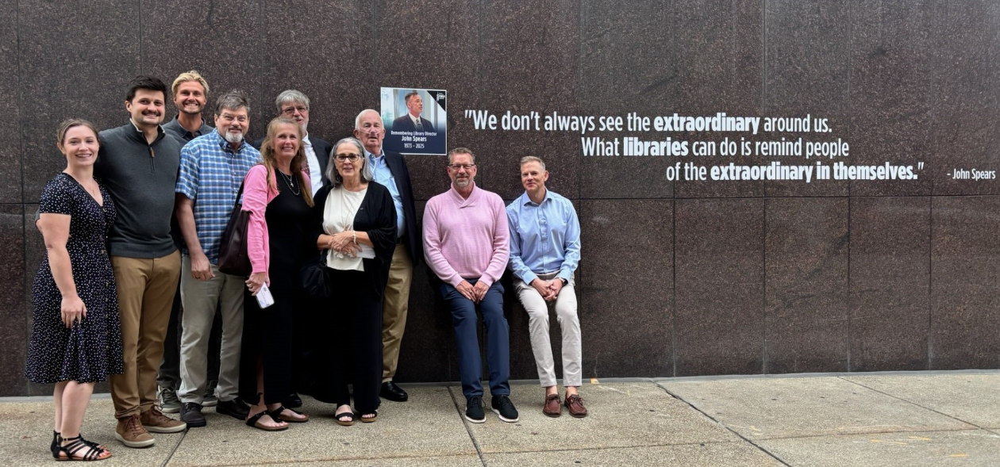 Remembering Library Director
John Spears
1973 - 2025
"We don't always see the extraordinary around us.
What libraries can do is remind people
of the extraordinary in themselves."
- John Spears